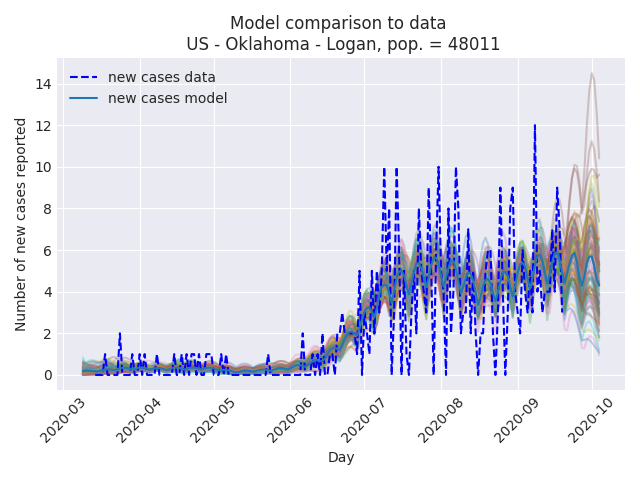 Model comparison to data
US - Oklahoma - Logan, pop. = 48011
new cases data
new cases model
Number of new cases reported
14
12
10
8
6
4
2
0
2020-03
2020-04
2020-05
2020-06
2020-07
2020-08
2020-09
2020-10
Day